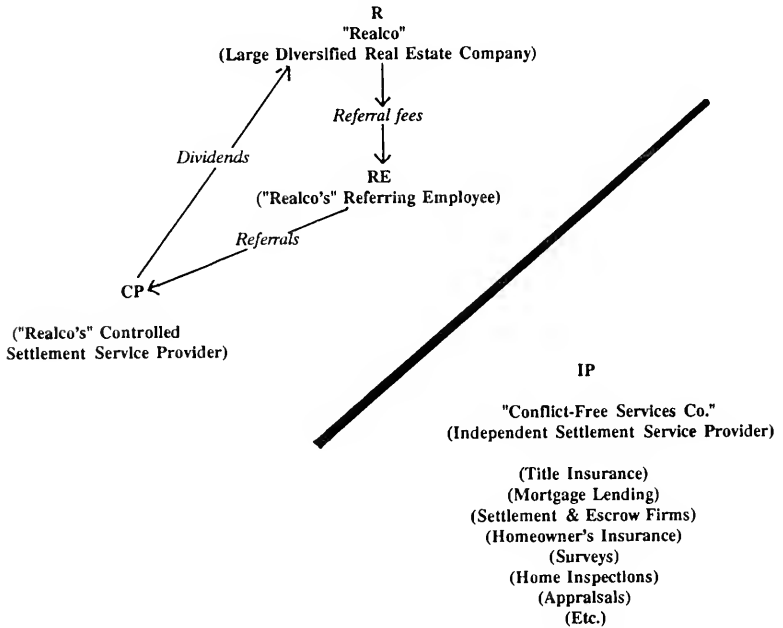 R
"Realco"
(Large Diversified Real Estate Company)
Referral fees
Dividends
RE
("Realco's" Referring Employee)
Referrals
CP
("Realco's" Controlled
Settlement Service Provider)
IP
"Conflict-Free Services Co."
(Independent Settlement Service Provider)
(Title Insurance)
(Mortgage Lending)
(Settlement & Escrow Firms)
(Homeowner's Insurance)
(Surveys)
(Home Inspections)
(Appraisals)
(Etc.)